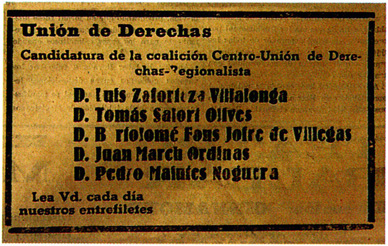 Unión de Derechas
Candidatura de la coalición Centro-Unión de Dere-
chas-Regionalista
D. Luis Zaforteza Villalonga
D. Tomás Salort Olives
D. B rtolomé Fons Jofre de Villegas
D. Juan March Ordinas
D. Pedro Matutes Noguera
Lea Vd. cada día
nuestros entrefiletes